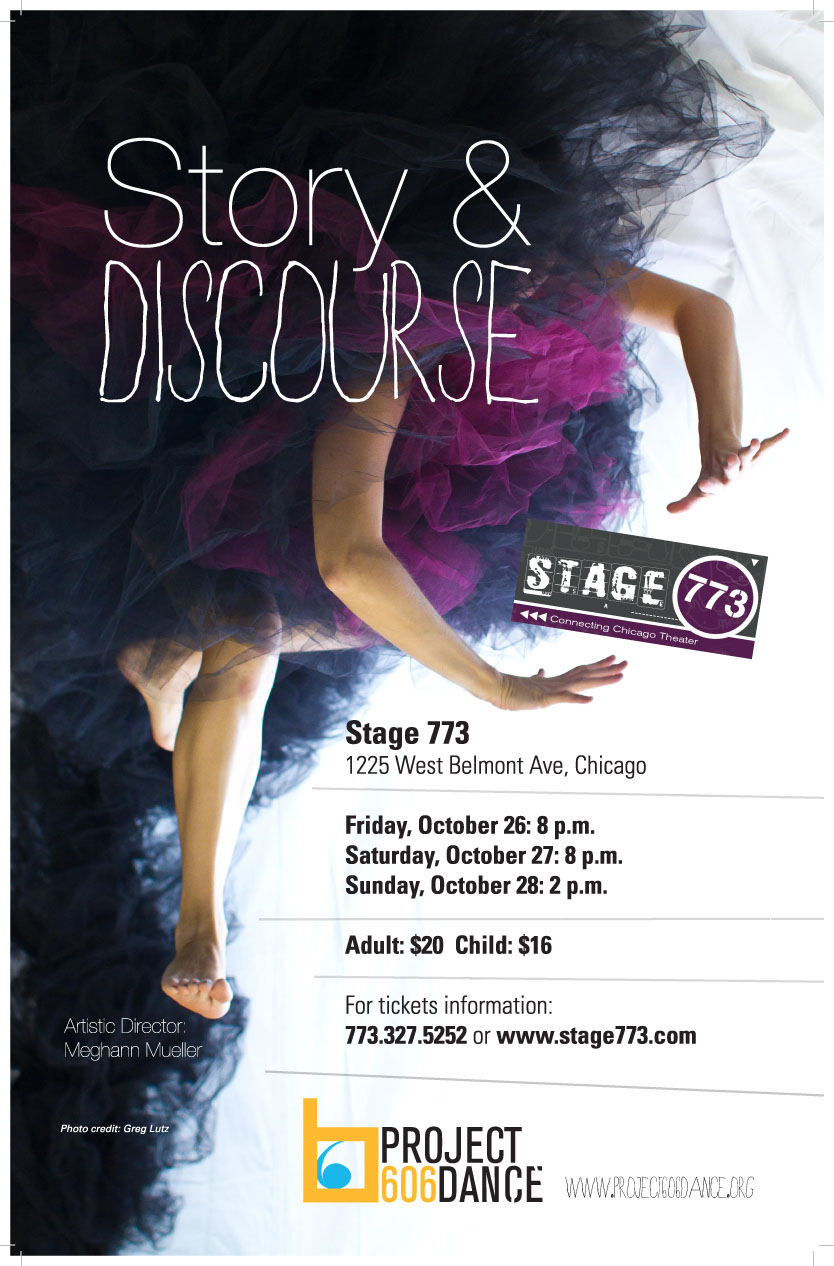 Story &
DISCOURSE
STAGE 773
Connecting Chicago Theater
Stage 773
1225 West Belmont Ave, Chicago
Friday, October 26: 8 p.m.
Saturday, October 27: 8 p.m.
Sunday, October 28: 2 p.m.
Adult: $20 Child: $16
For tickets information:
773.327.5252 or www.stage773.com
Artistic Director:
Meghann Mueller
Photo credit: Greg Lutz
PROJECT
606DANCE
WWW.PROJECT606DANCE.ORG